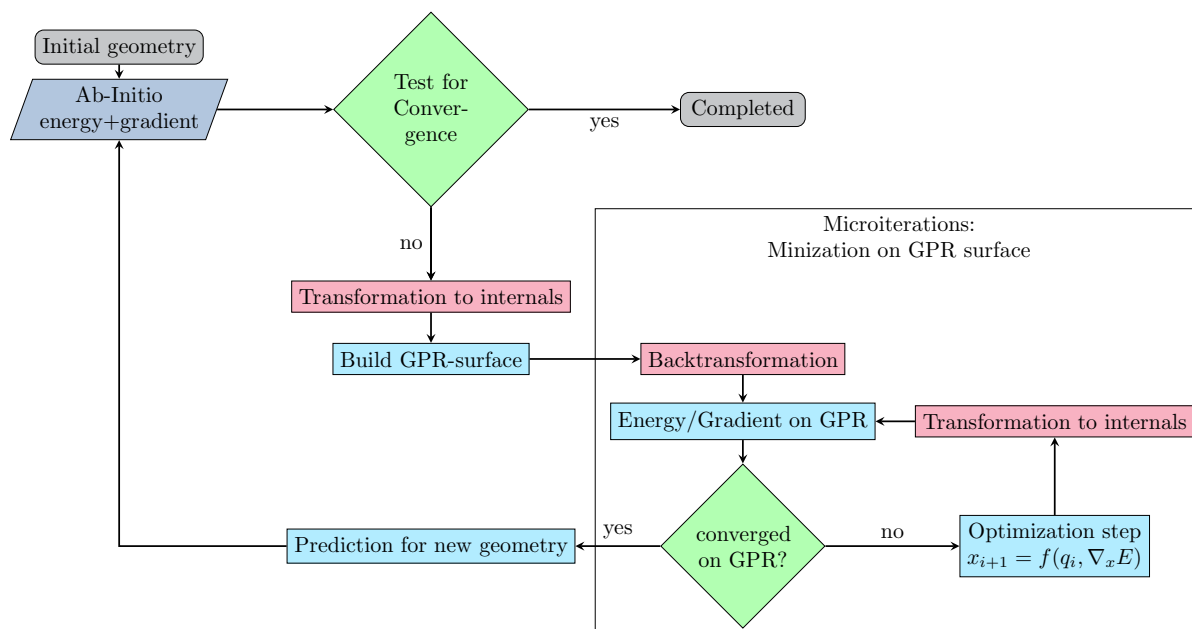 Initial geometry
Ab-Initio
energy+gradient
Test for
Conver-
gence
yes
Completed
no
Transformation to internals
Build GPR-surface
Microiterations:
Minization on GPR surface
Backtransformation
Energy/Gradient on GPR
Transformation to internals
converged
on GPR?
yes
Prediction for new geometry
no
Optimization step
$x_{i+1} = f(q_i, \nabla_x E)$